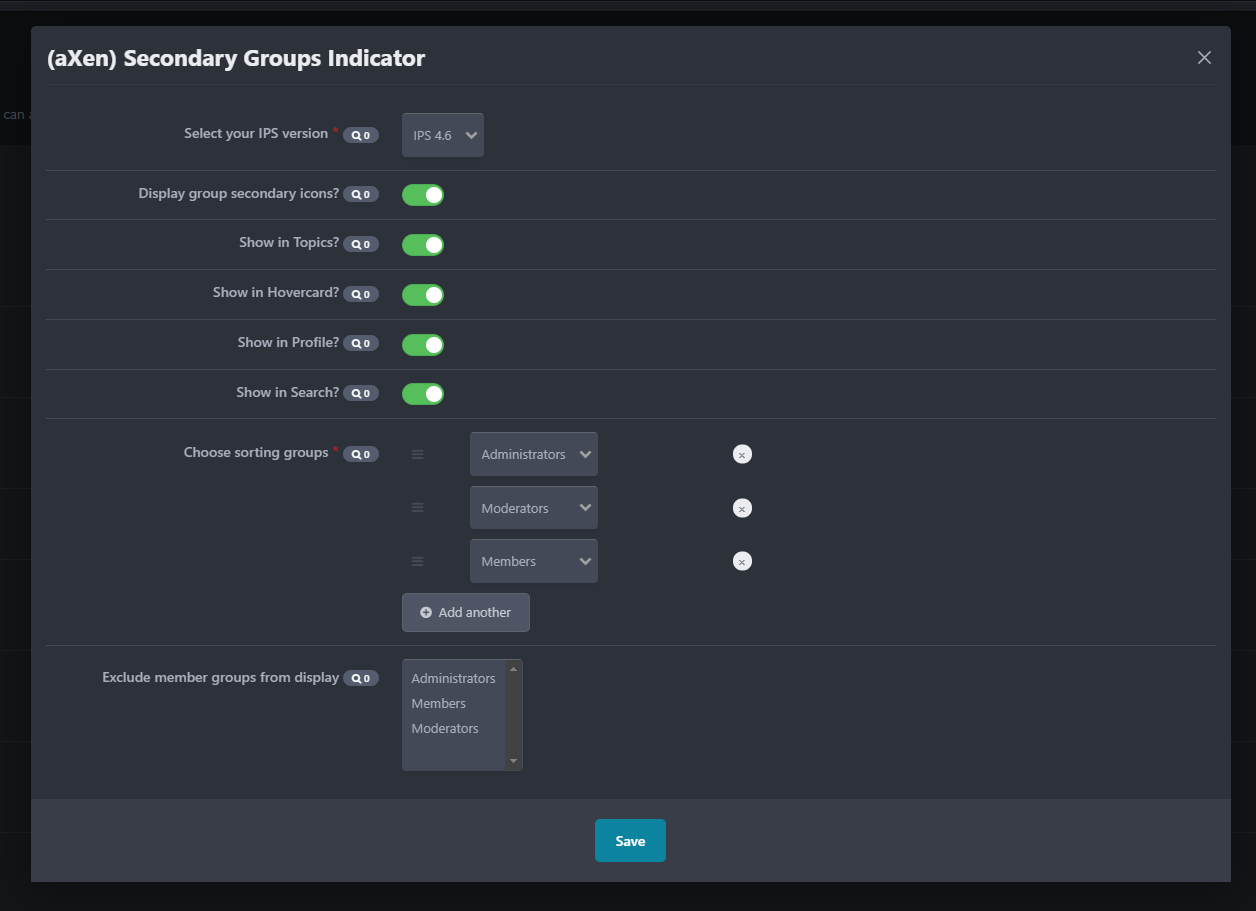 (aXen) Secondary Groups Indicator
can a
Select your IPS version * 0 IPS 4.6
Display group secondary icons? 0
Show in Topics? 0
Show in Hovercard? 0
Show in Profile? 0
Show in Search? 0
Choose sorting groups * 0 Administrators
Moderators
Members
Add another
Exclude member groups from display 0 Administrators
Members
Moderators
Save